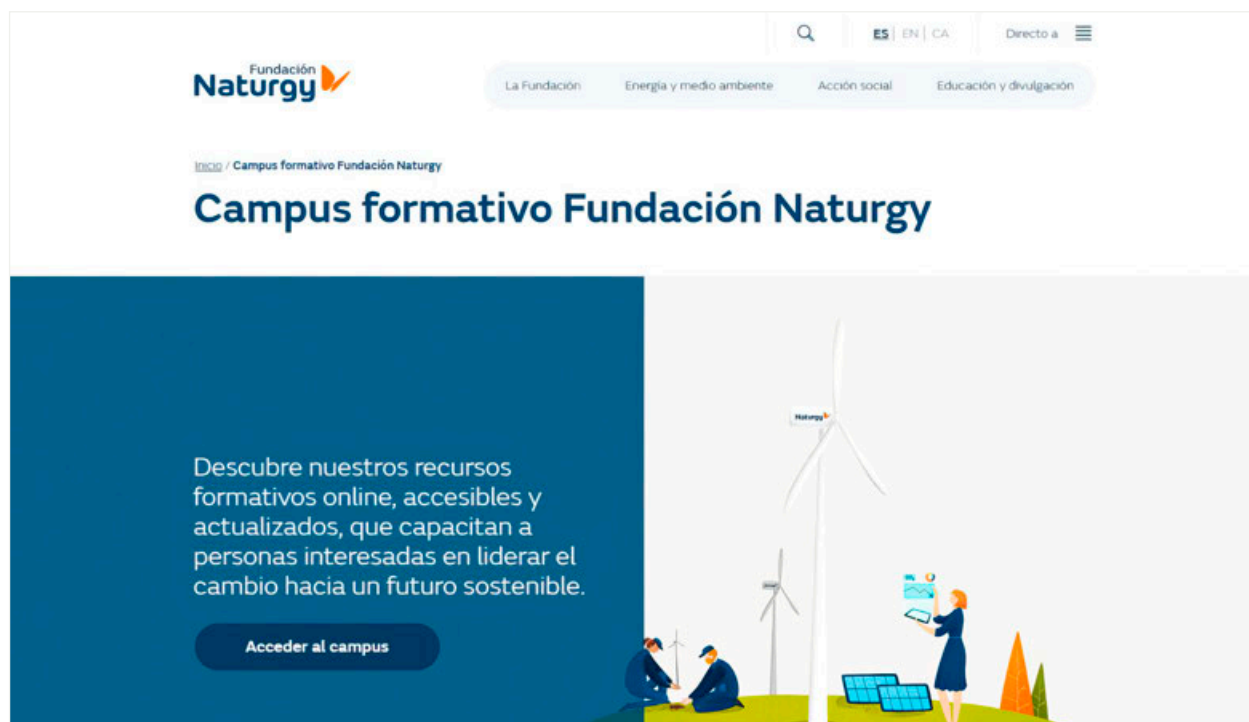 ES | EN | CA
Directo a
Fundación
Naturgy
La Fundación
Energía y medio ambiente
Acción social
Educación y divulgación
Inicio / Campus formativo Fundación Naturgy
Campus formativo Fundación Naturgy
Descubre nuestros recursos
formativos online, accesibles y
actualizados, que capacitan a
personas interesadas en liderar el
cambio hacia un futuro sostenible.
Acceder al campus
Naturgy